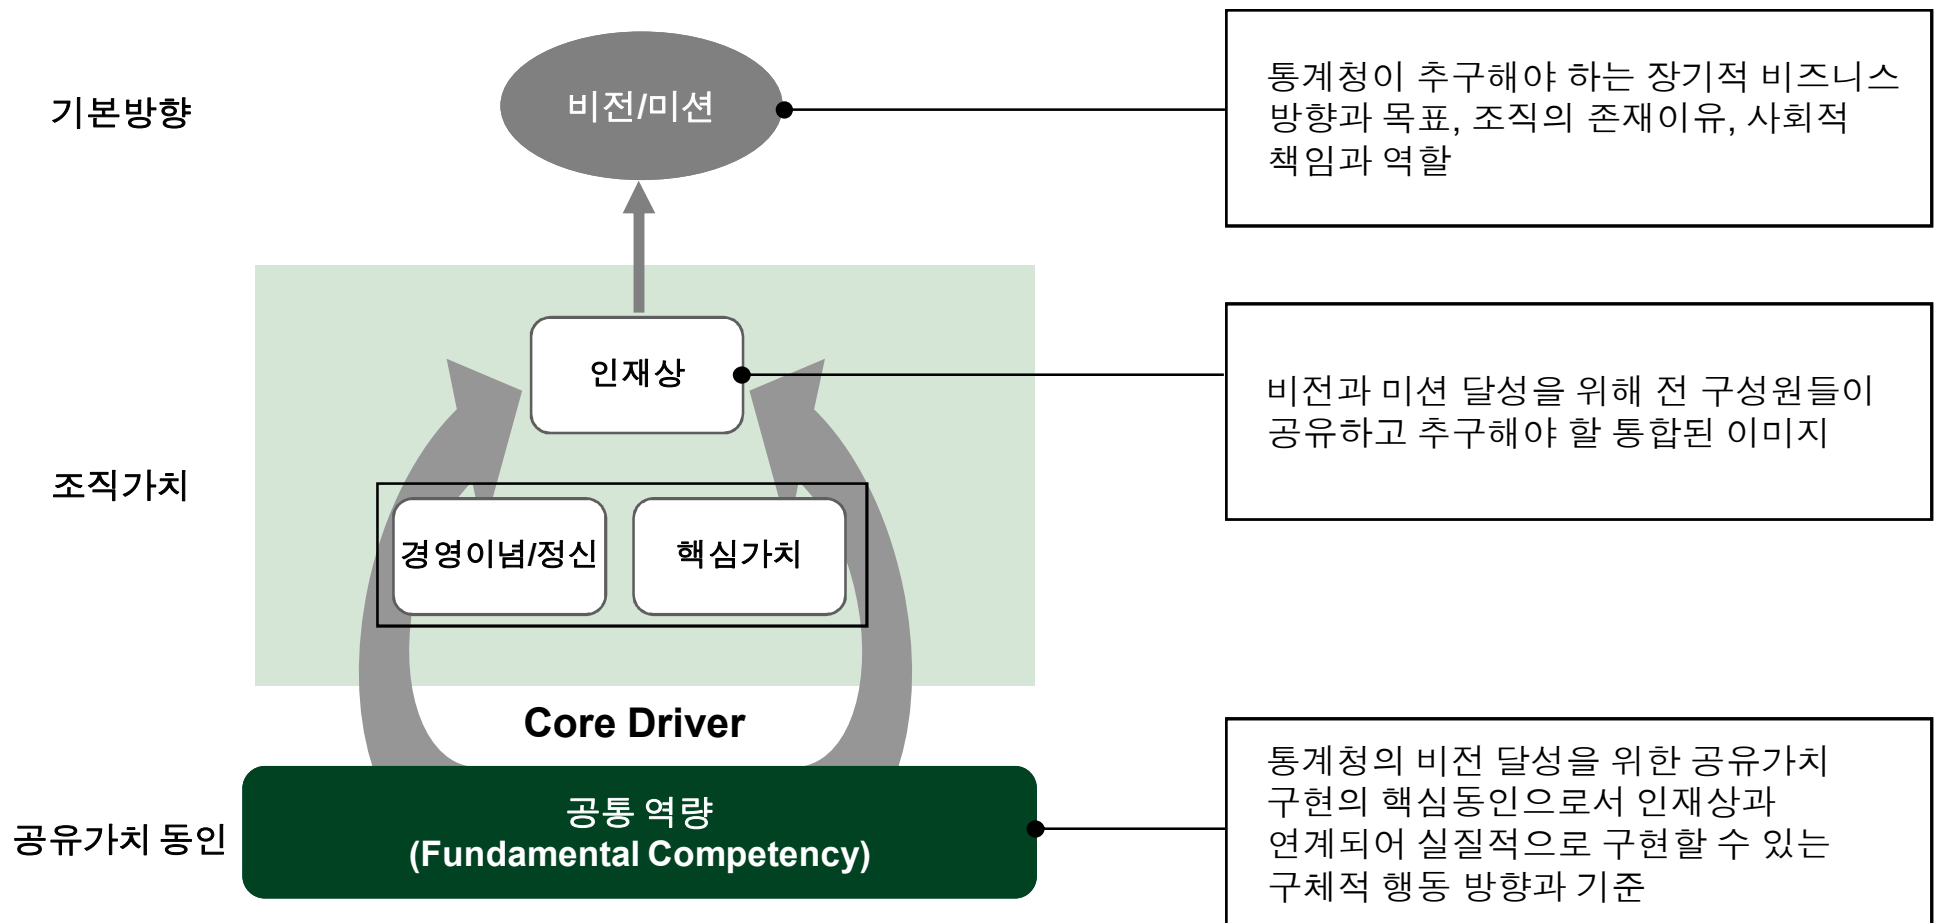 기본방향
비전/미션
통계청이 추구해야 하는 장기적 비즈니스
방향과 목표, 조직의 존재이유, 사회적
책임과 역할
조직가치
인재상
비전과 미션 달성을 위해 전 구성원들이
공유하고 추구해야 할 통합된 이미지
경영이념/정신
핵심가치
Core Driver
공유가치 동인
공통 역량
(Fundamental Competency)
통계청의 비전 달성을 위한 공유가치
구현의 핵심동인으로서 인재상과
연계되어 실질적으로 구현할 수 있는
구체적 행동 방향과 기준